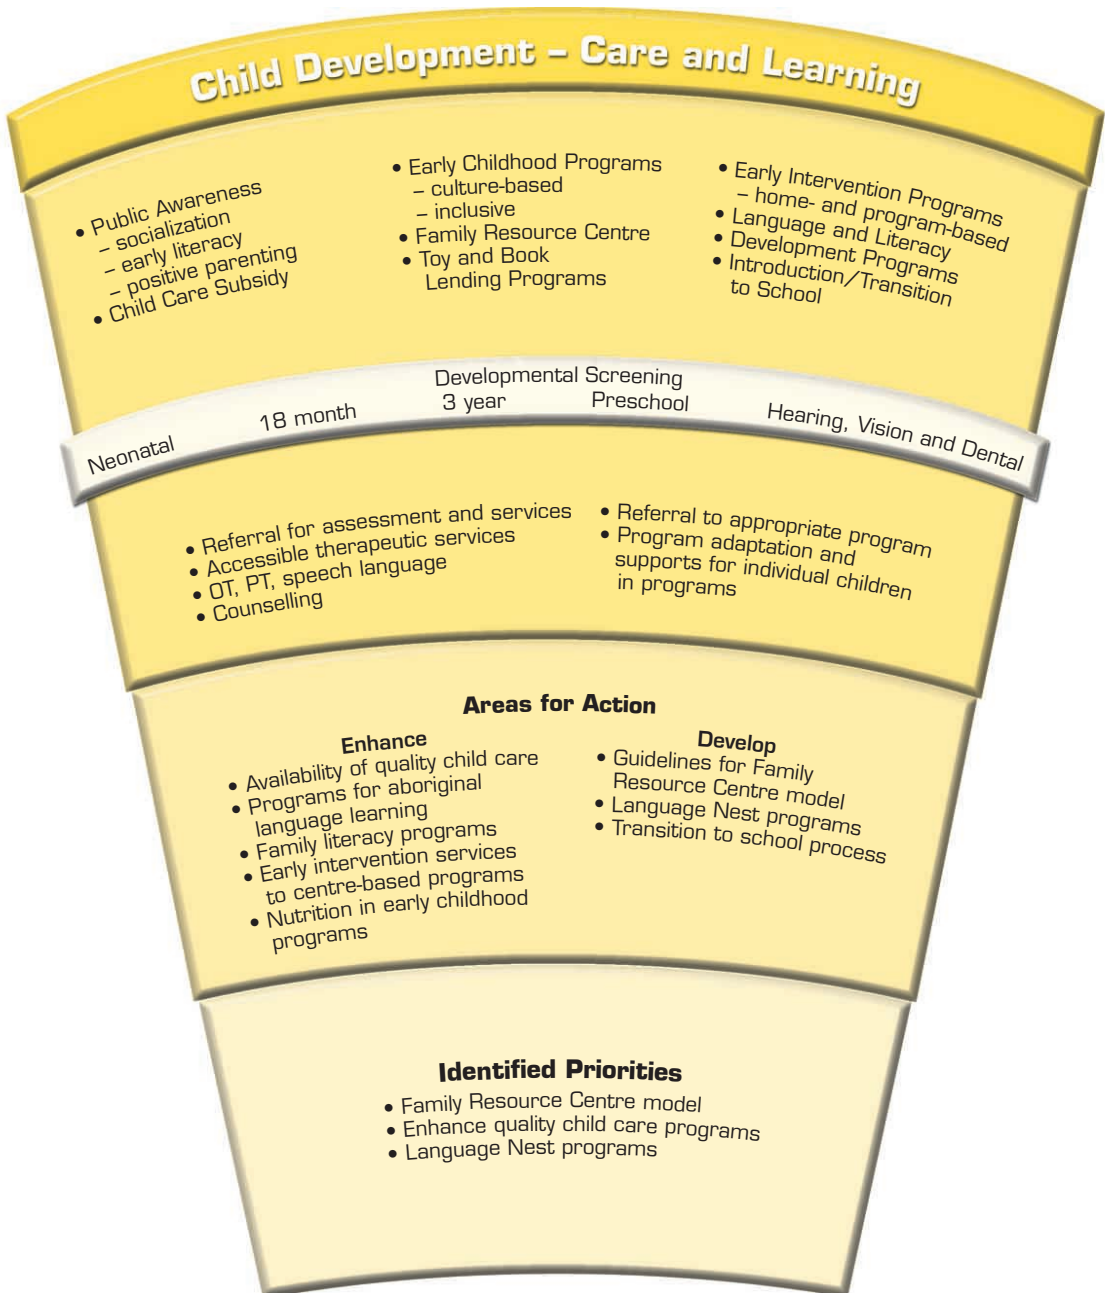 Child Development – Care and Learning
• Public Awareness
– socialization
– early literacy
– positive parenting
• Child Care Subsidy
• Early Childhood Programs
– culture-based
– inclusive
• Family Resource Centre
• Toy and Book
Lending Programs
• Early Intervention Programs
– home- and program-based
• Language and Literacy
• Development Programs
• Introduction/Transition
to School
Developmental Screening
Neonatal 18 month 3 year Preschool Hearing, Vision and Dental
• Referral for assessment and services
• Accessible therapeutic services
• OT, PT, speech language
• Counselling
• Referral to appropriate program
• Program adaptation and
supports for individual children
in programs
Areas for Action
Enhance
• Availability of quality child care
• Programs for aboriginal
language learning
• Family literacy programs
• Early intervention services
to centre-based programs
• Nutrition in early childhood
programs
Develop
• Guidelines for Family
Resource Centre model
• Language Nest programs
• Transition to school process
Identified Priorities
• Family Resource Centre model
• Enhance quality child care programs
• Language Nest programs